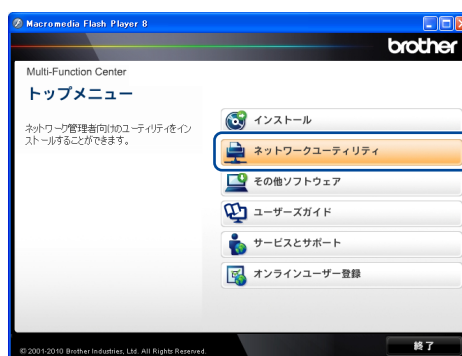 Macromedia Flash Player 8
brother
Multi-Function Center
トップメニュー
ネットワーク管理者向けのユーティリティをイン
ストールすることができます。
インストール
ネットワークユーティリティ
その他ソフトウェア
ユーザーズガイド
サービスとサポート
オンラインユーザー登録
© 2001-2010 Brother Industries, Ltd. All Rights Reserved.
終了